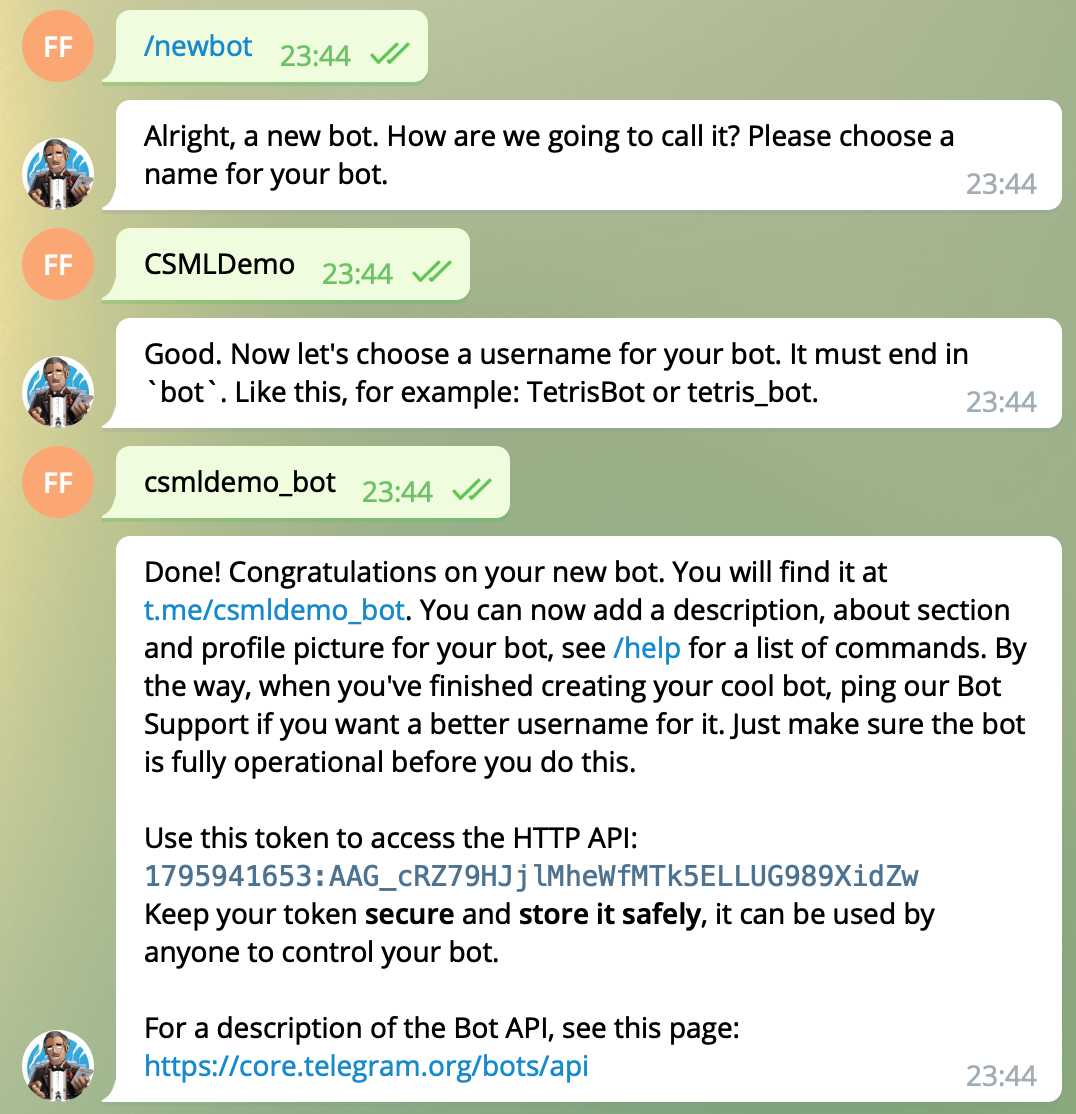 FF
/newbot 23:44
Alright, a new bot. How are we going to call it? Please choose a
name for your bot.
23:44
FF
CSMLDemo 23:44
Good. Now let's choose a username for your bot. It must end in
`bot`. Like this, for example: TetrisBot or tetris_bot.
23:44
FF
csmldemo_bot 23:44
Done! Congratulations on your new bot. You will find it at
t.me/csmldemo_bot. You can now add a description, about section
and profile picture for your bot, see /help for a list of commands. By
the way, when you've finished creating your cool bot, ping our Bot
Support if you want a better username for it. Just make sure the bot
is fully operational before you do this.
Use this token to access the HTTP API:
1795941653:AAG_cRZ79HJjlMheWfMTk5ELLUG989XidZw
Keep your token secure and store it safely, it can be used by
anyone to control your bot.
For a description of the Bot API, see this page:
https://core.telegram.org/bots/api
23:44